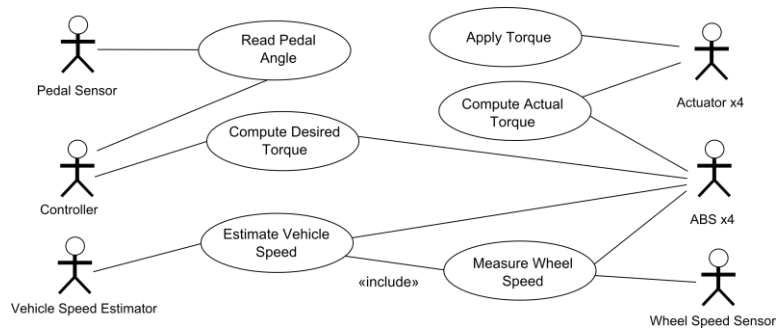 Read Pedal
Angle
Apply Torque
Pedal Sensor
Actuator x4
Compute Actual
Torque
Compute Desired
Torque
Controller
ABS x4
Estimate Vehicle
Speed
Measure Wheel
Speed
«include»
Vehicle Speed Estimator
Wheel Speed Sensor